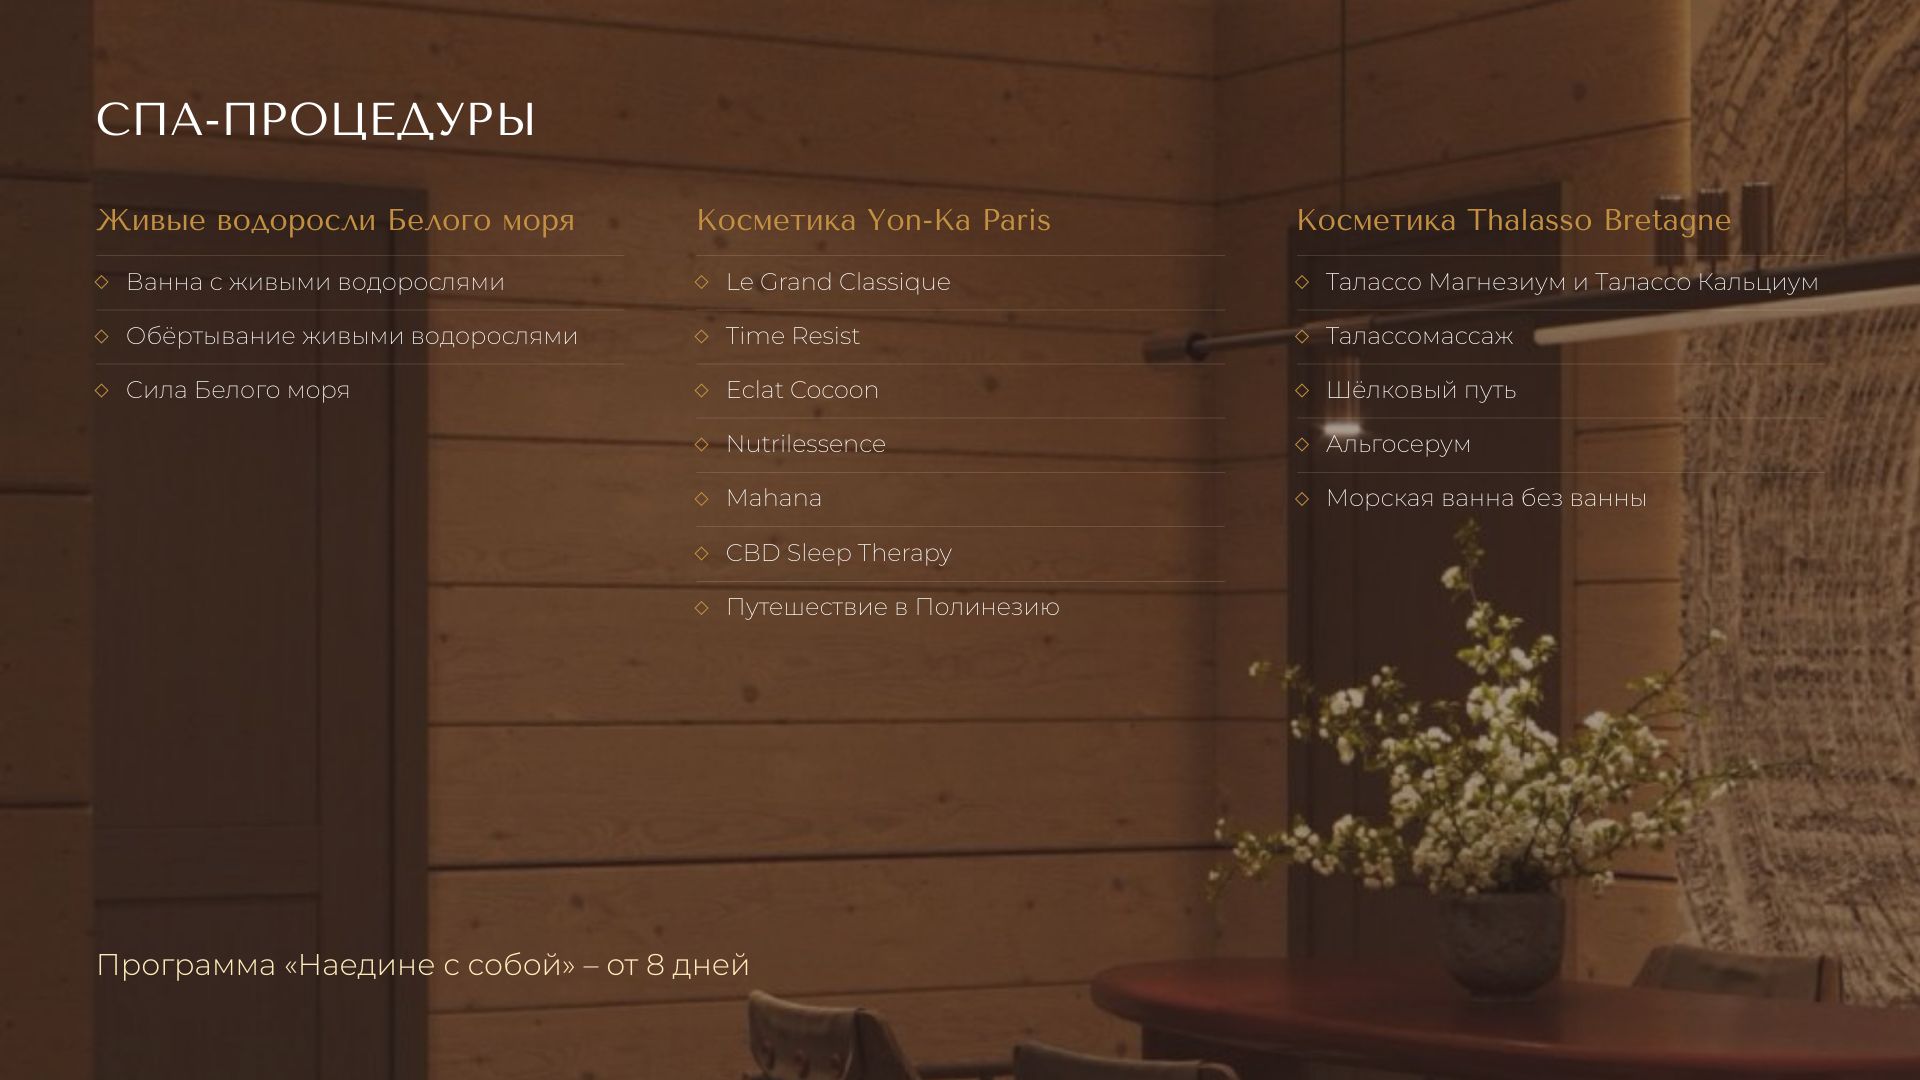 СПА-ПРОЦЕДУРЫ
Живые водоросли Белого моря
Ванна с живыми водорослями
Обёртывание живыми водорослями
Сила Белого моря
Косметика Yon-Ka Paris
Le Grand Classique
Time Resist
Eclat Cocoon
Nutrilessence
Mahana
CBD Sleep Therapy
Путешествие в Полинезию
Косметика Thalasso Bretagne
Талассо Магнезиум и Талассо Кальциум
Талассомассаж
Шёлковый путь
Альгосерум
Морская ванна без ванны
Программа «Наедине с собой» – от 8 дней